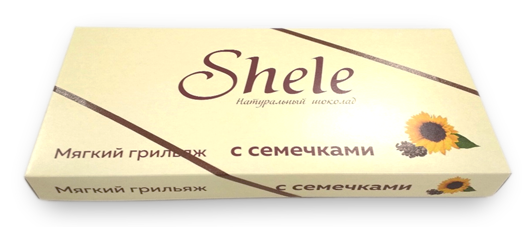 Shele
Натуральный шоколад
Мягкий грильяж с семечками
Мягкий грильяж с семечками